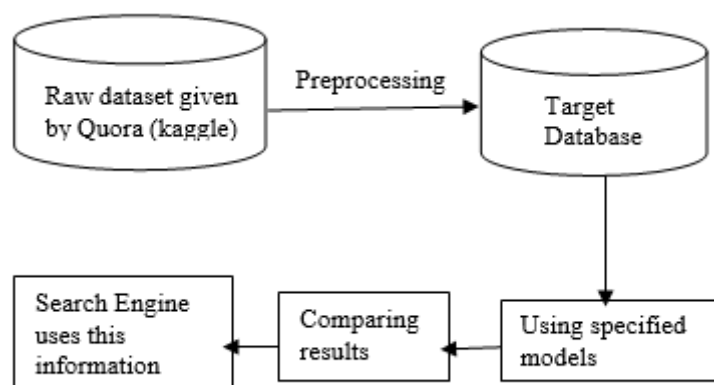 Raw dataset given
by Quora (kaggle)
Preprocessing
Target
Database
Using specified
models
Comparing
results
Search Engine
uses this
information